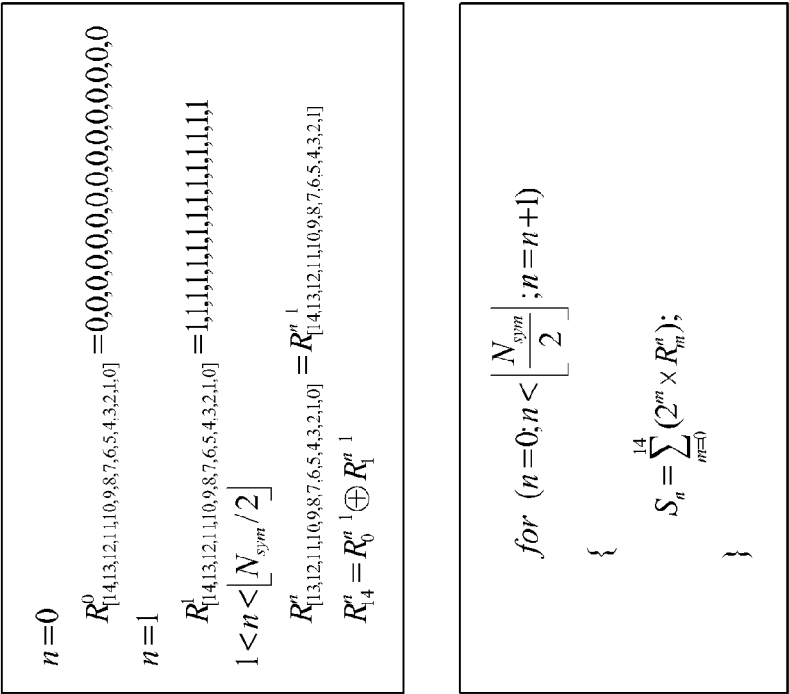 n=0
R^0_[14,13,12,11,10,9,8,7,6,5,4,3,2,1,0] =0,0,0,0,0,0,0,0,0,0,0,0,0,0,0
n=1
R^1_[14,13,12,11,10,9,8,7,6,5,4,3,2,1,0] =1,1,1,1,1,1,1,1,1,1,1,1,1,1,1
1<n<⌊N_sym/2⌋
R^n_[13,12,11,10,9,8,7,6,5,4,3,2,1,0] =R^{n 1}_[14,13,12,11,10,9,8,7,6,5,4,3,2,1]
R^n_14 =R^{n 1}_0⊕R^{n 1}_1
for (n=0;n<⌊N_sym/2⌋;n=n+1)
{
S_n = ∑_{m=0}^{14}(2^m × R^n_m);
}